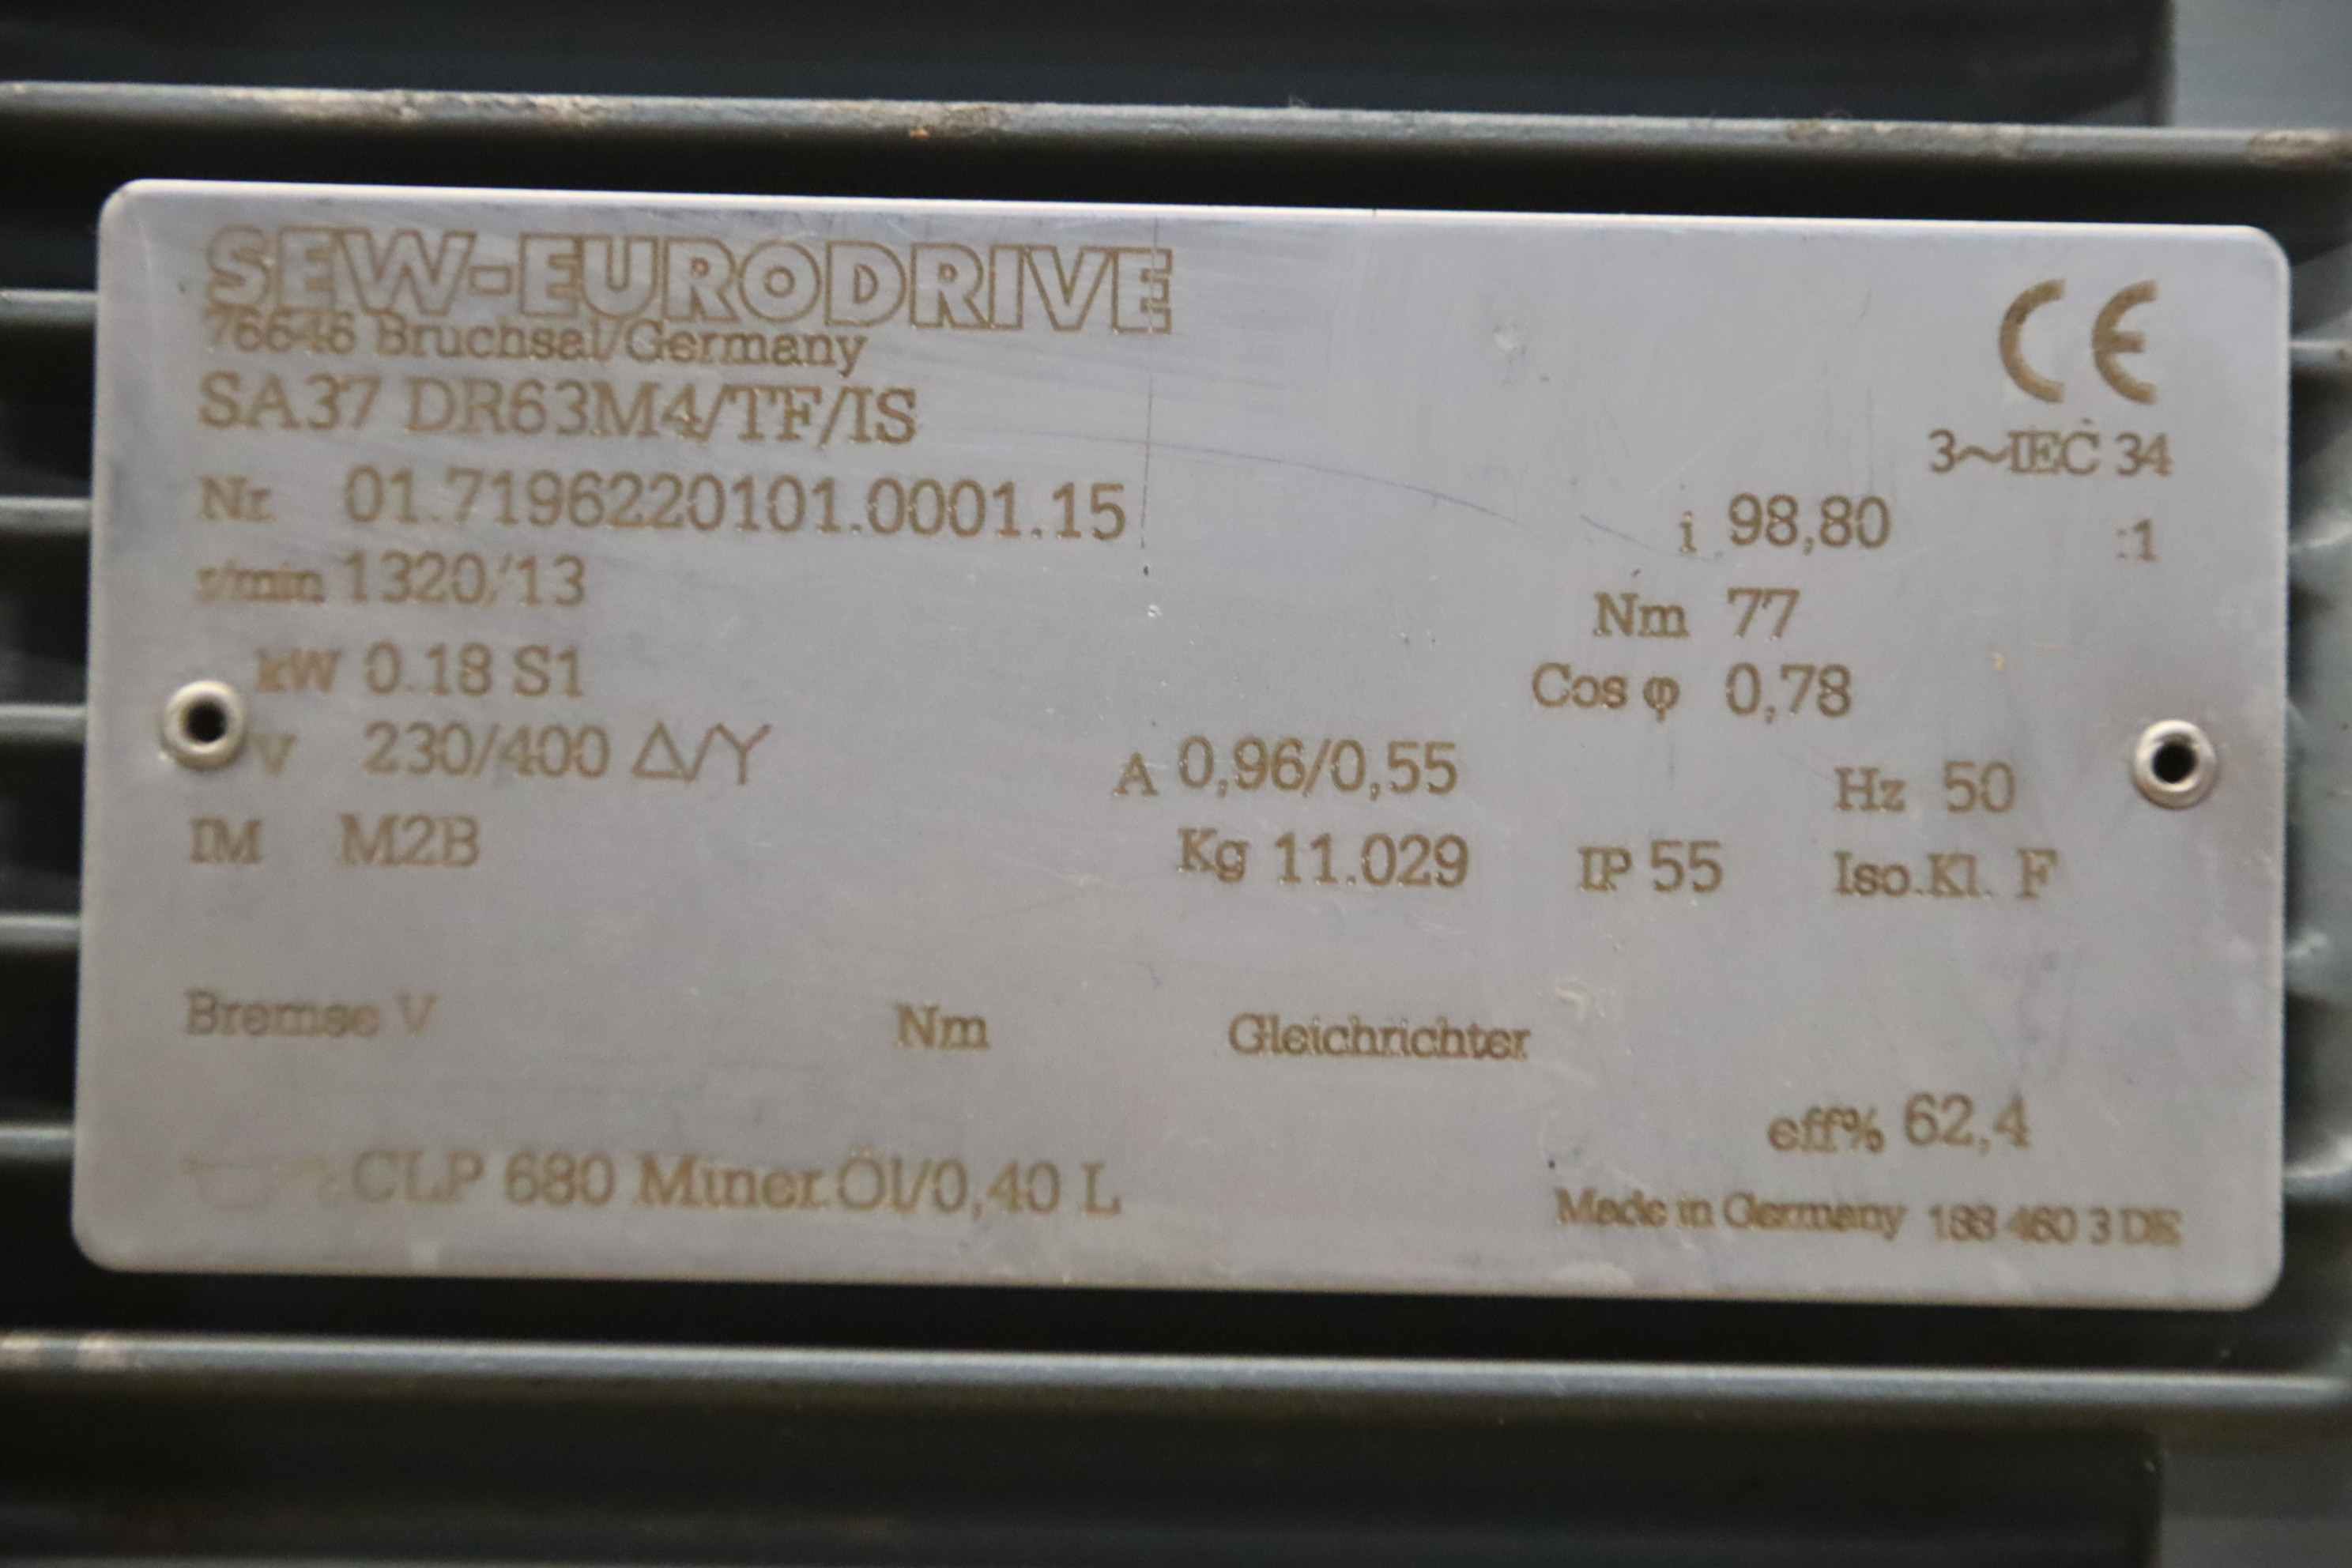 SEW-EURODRIVE
76646 Bruchsal/Germany
CE
SA37 DR63M4/TF/IS
3~IEC 34
Nr. 01.7196220101.0001.15 i 98,80 :1
r/min 1320/13 Nm 77
kW 0.18 S1 Cos φ 0,78
V 230/400 Δ/Y A 0,96/0,55 Hz 50
IM M2B Kg 11.029 IP 55 Iso.Kl. F
Bremse V Nm Gleichrichter
eff% 62,4
CLP 680 Miner.Öl/0,40 L
Made in Germany 188 460 3 DE